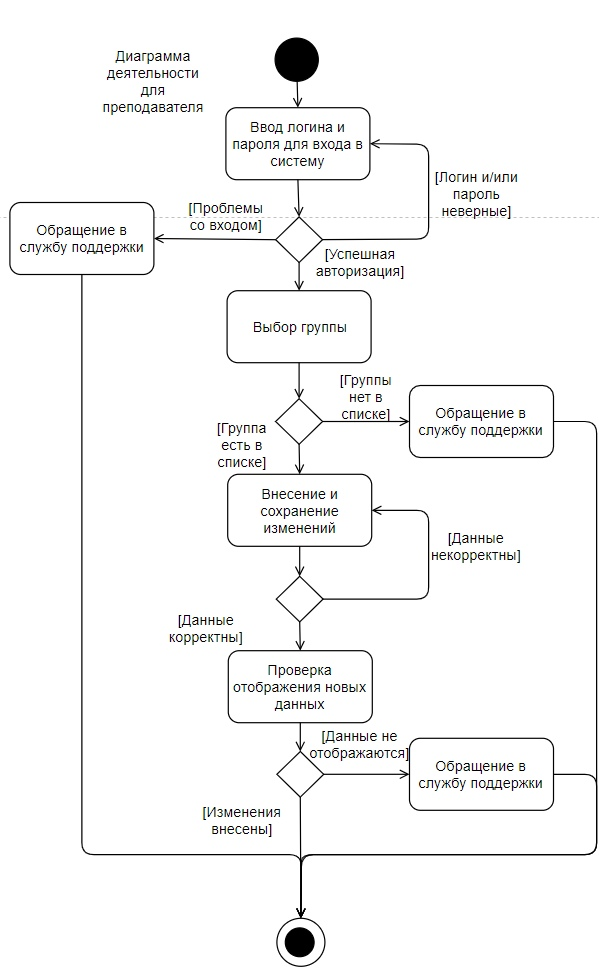 Диаграмма
деятельности
для
преподавателя
Ввод логина и
пароля для входа в
систему
[Логин и/или
пароль
неверные]
[Проблемы
со входом]
Обращение в
службу поддержки
[Успешная
авторизация]
Выбор группы
[Группы
нет в
списке]
Обращение в
службу поддержки
[Группа
есть в
списке]
Внесение и
сохранение
изменений
[Данные
некорректны]
[Данные
корректны]
Проверка
отображения новых
данных
[Данные не
отображаются]
Обращение в
службу поддержки
[Изменения
внесены]